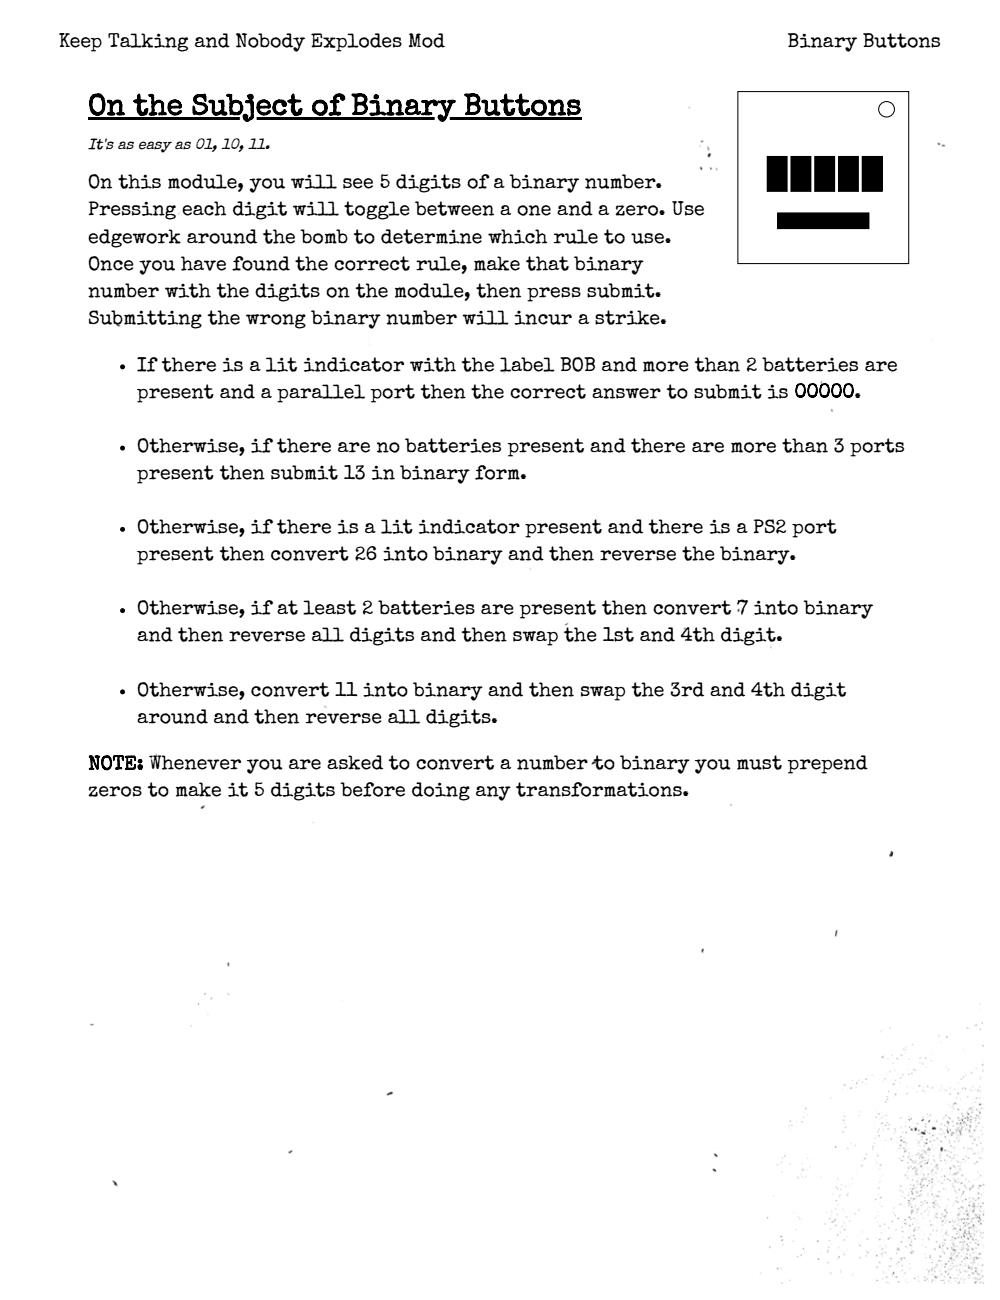 Keep Talking and Nobody Explodes Mod
Binary Buttons
On the Subject of Binary Buttons
It's as easy as 01, 10, 11.
On this module, you will see 5 digits of a binary number.
Pressing each digit will toggle between a one and a zero. Use
edgework around the bomb to determine which rule to use.
Once you have found the correct rule, make that binary
number with the digits on the module, then press submit.
Submitting the wrong binary number will incur a strike.
• If there is a lit indicator with the label BOB and more than 2 batteries are
present and a parallel port then the correct answer to submit is 00000.
• Otherwise, if there are no batteries present and there are more than 3 ports
present then submit 13 in binary form.
• Otherwise, if there is a lit indicator present and there is a PS2 port
present then convert 26 into binary and then reverse the binary.
• Otherwise, if at least 2 batteries are present then convert 7 into binary
and then reverse all digits and then swap the 1st and 4th digit.
• Otherwise, convert 11 into binary and then swap the 3rd and 4th digit
around and then reverse all digits.
NOTE: Whenever you are asked to convert a number to binary you must prepend
zeros to make it 5 digits before doing any transformations.